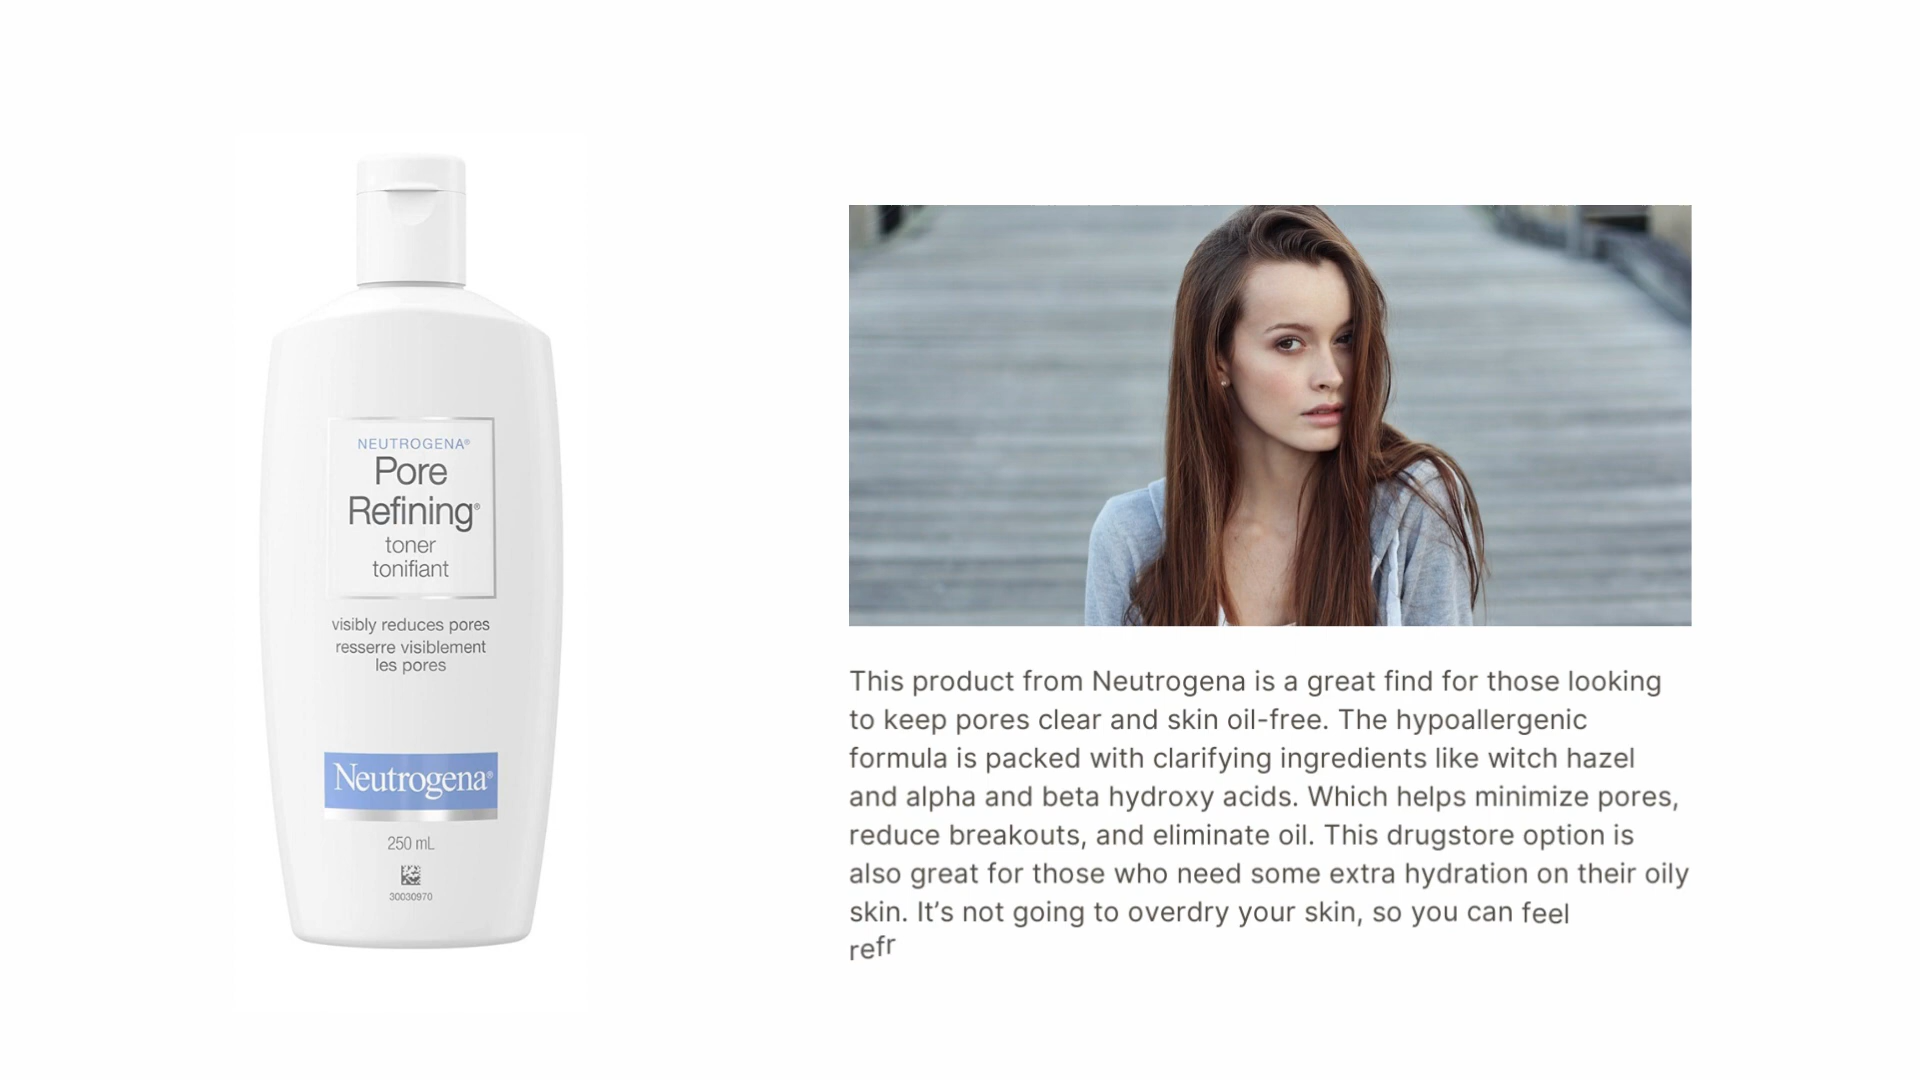 NEUTROGENA®
Pore
Refining®
toner
tonifiant
visibly reduces pores
resserre visiblement
les pores
Neutrogena®
250 mL
30030970
This product from Neutrogena is a great find for those looking
to keep pores clear and skin oil-free. The hypoallergenic
formula is packed with clarifying ingredients like witch hazel
and alpha and beta hydroxy acids. Which helps minimize pores,
reduce breakouts, and eliminate oil. This drugstore option is
also great for those who need some extra hydration on their oily
skin. It’s not going to overdry your skin, so you can feel
refr